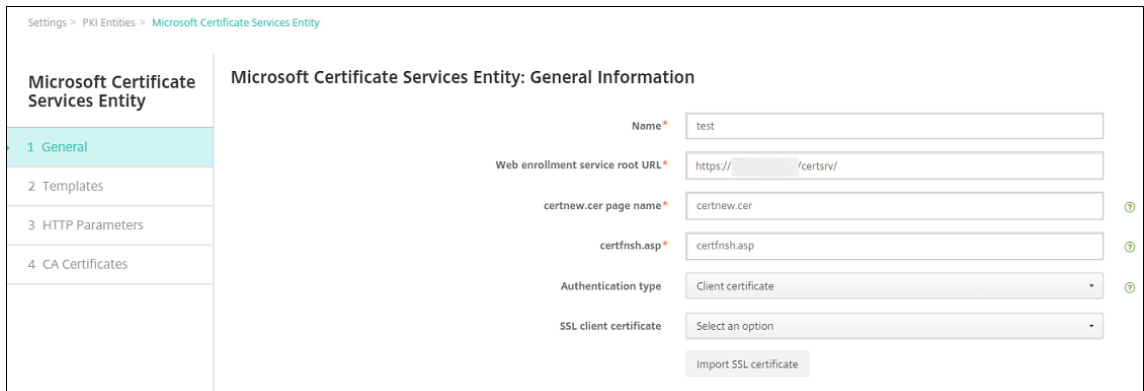 Settings > PKI Entities > Microsoft Certificate Services Entity
Microsoft Certificate
Services Entity
1 General
2 Templates
3 HTTP Parameters
4 CA Certificates
Microsoft Certificate Services Entity: General Information
Name* test
Web enrollment service root URL* https:// /certsrv/
certnew.cer page name* certnew.cer
certfnsh.asp* certfnsh.asp
Authentication type Client certificate
SSL client certificate Select an option
Import SSL certificate